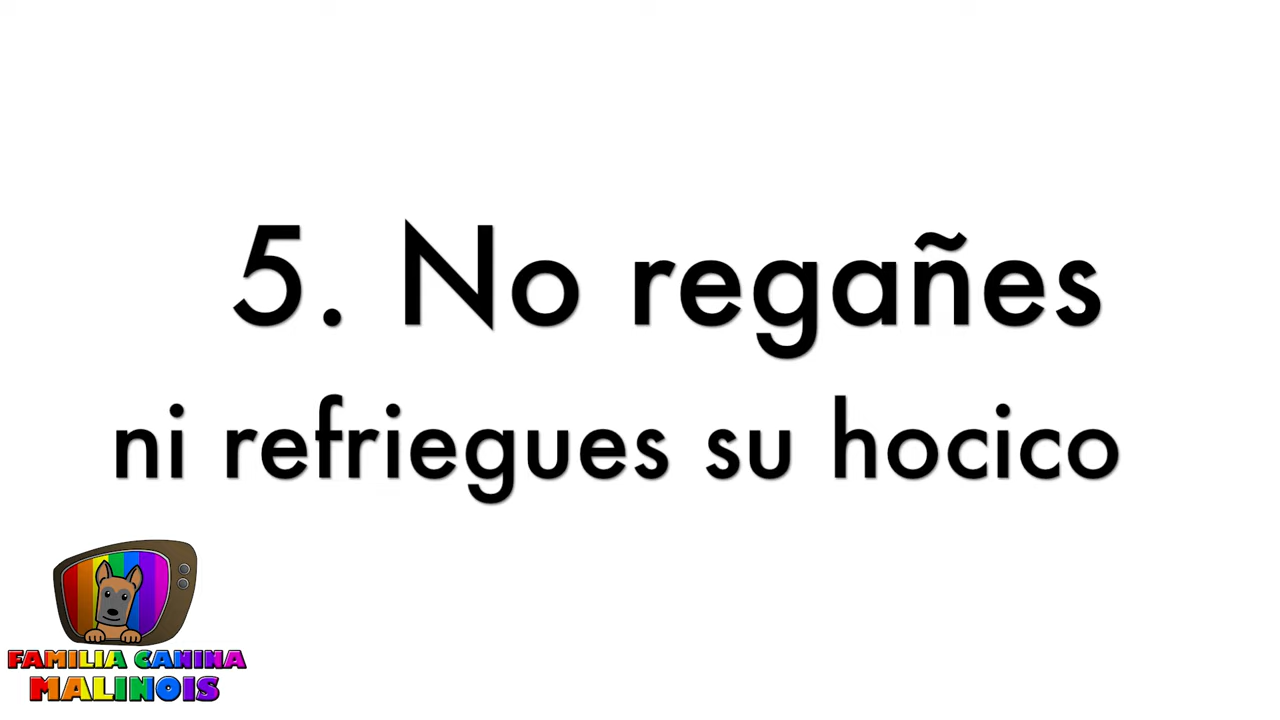 5. No regañes
ni refriegues su hocico
FAMILIA CANINA
MALINOIS